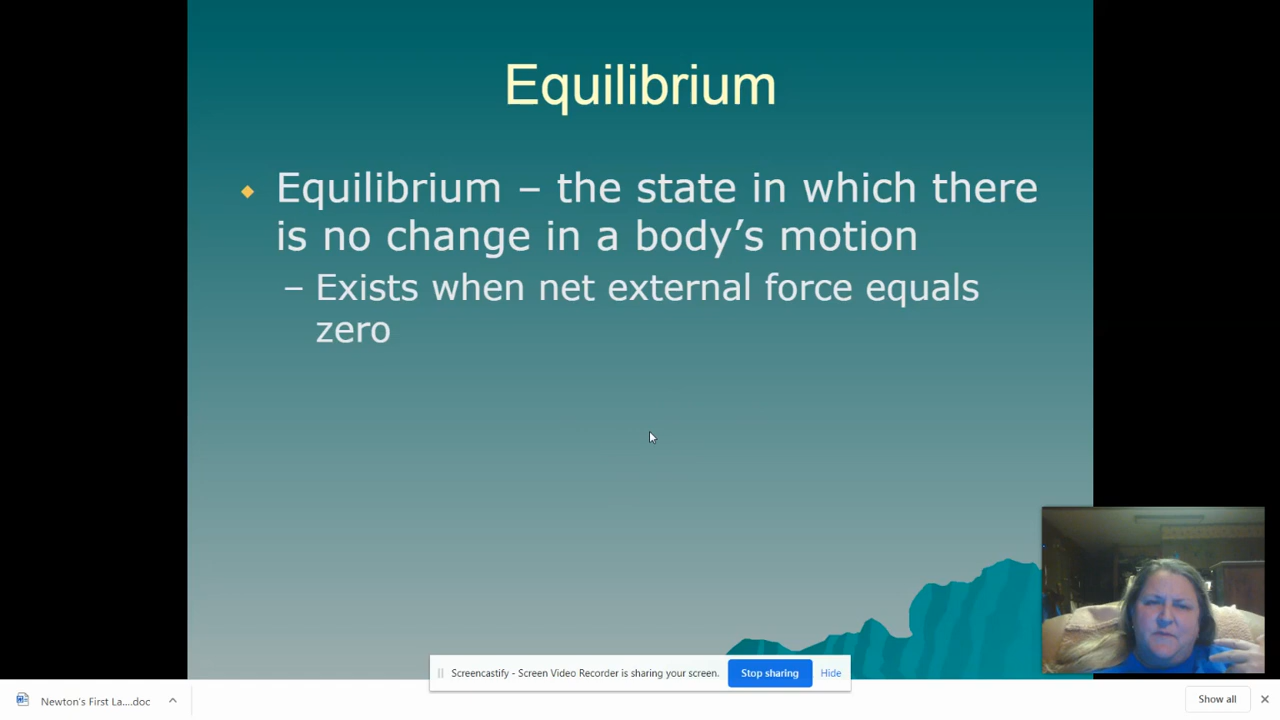 Equilibrium
Equilibrium – the state in which there
is no change in a body’s motion
– Exists when net external force equals
zero
Screencastify - Screen Video Recorder is sharing your screen.
Stop sharing
Hide
Newton's First La....doc
Show all